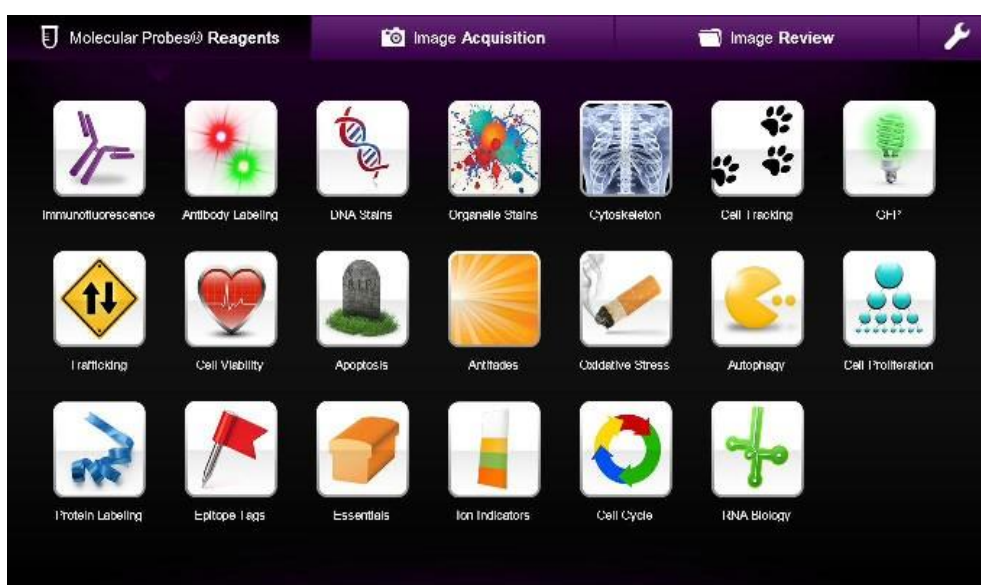 Molecular Probes® Reagents
Image Acquisition
Image Review
Immunofluorescence
Antibody Labeling
DNA Stains
Organelle Stains
Cytoskeleton
Cell Tracking
GFP
Trafficking
Cell Viability
Apoptosis
R.I.P.
Antifades
Oxidative Stress
Autophagy
Cell Proliferation
Protein Labeling
Epitope Tags
Essentials
Ion Indicators
Cell Cycle
RNA Biology